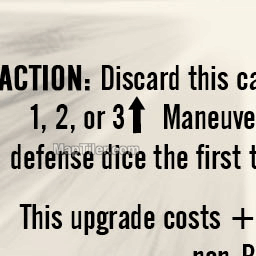 ACTION: Discard this ca
1, 2, or 3⬆ Maneuve
defense dice the first t
This upgrade costs +